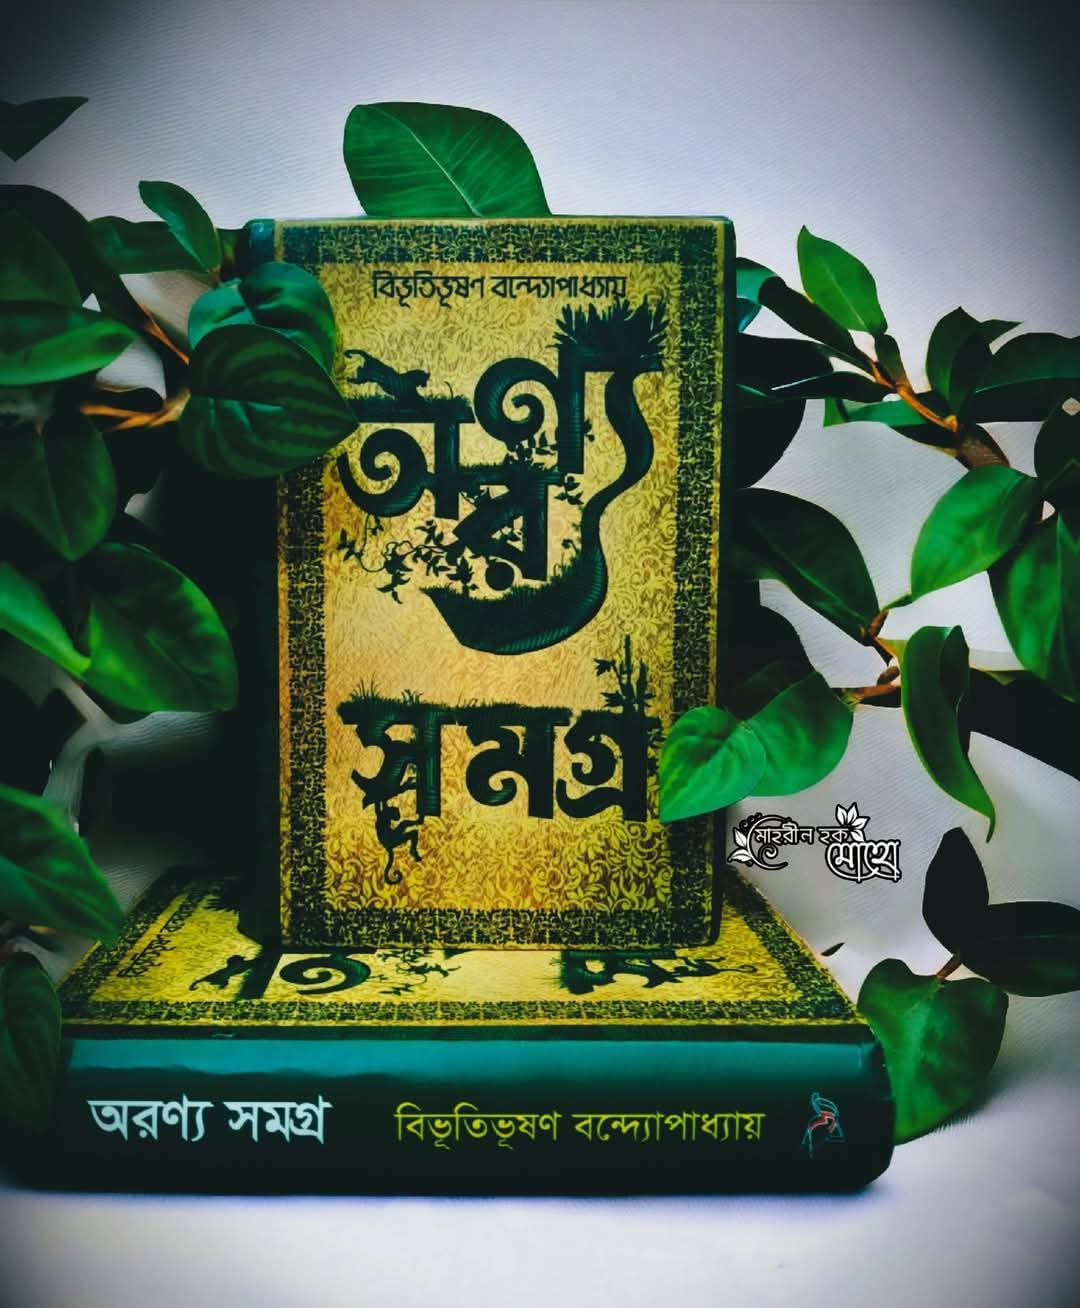 বিভূতিভূষণ বন্দ্যোপাধ্যায়
অরণ্য
সমগ্র
মাহরীন হক
মোহো
অরণ্য সমগ্র বিভূতিভূষণ বন্দ্যোপাধ্যায়